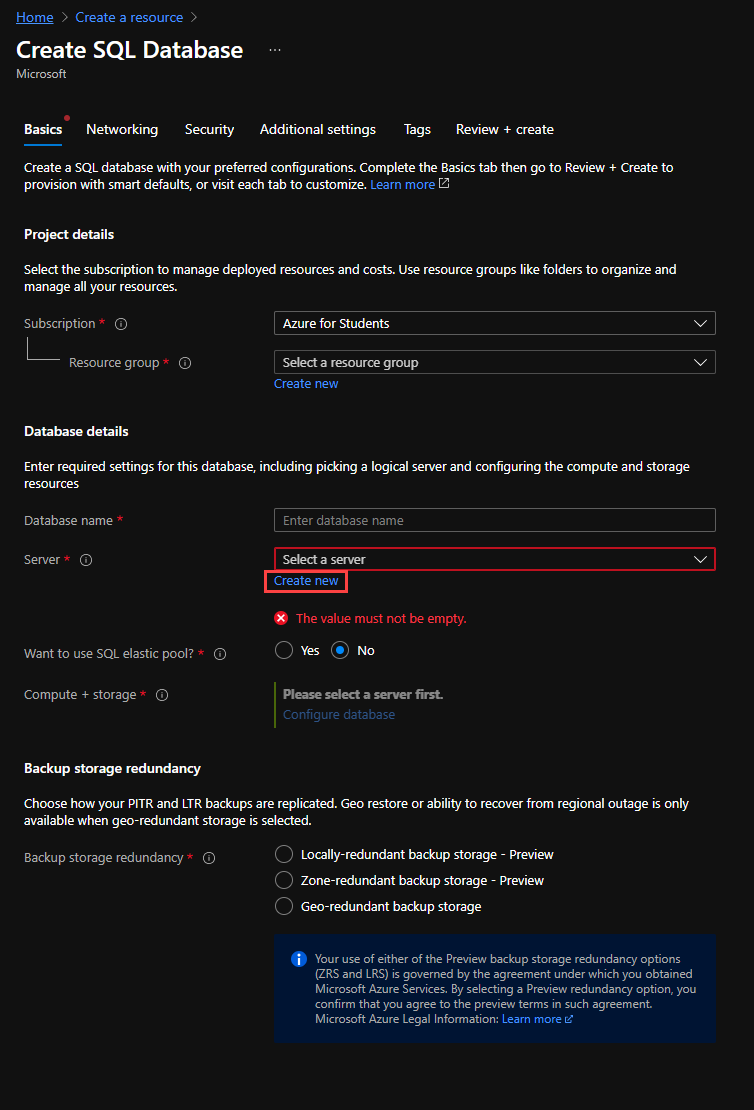 Home > Create a resource >
Create SQL Database ...
Microsoft
Basics Networking Security Additional settings Tags Review + create
Create a SQL database with your preferred configurations. Complete the Basics tab then go to Review + Create to
provision with smart defaults, or visit each tab to customize. Learn more
Project details
Select the subscription to manage deployed resources and costs. Use resource groups like folders to organize and
manage all your resources.
Subscription * Azure for Students
Resource group * Select a resource group
Create new
Database details
Enter required settings for this database, including picking a logical server and configuring the compute and storage
resources
Database name * Enter database name
Server * Select a server
Create new
The value must not be empty.
Want to use SQL elastic pool? * Yes No
Compute + storage * Please select a server first.
Configure database
Backup storage redundancy
Choose how your PITR and LTR backups are replicated. Geo restore or ability to recover from regional outage is only
available when geo-redundant storage is selected.
Backup storage redundancy * Locally-redundant backup storage - Preview
Zone-redundant backup storage - Preview
Geo-redundant backup storage
Your use of either of the Preview backup storage redundancy options
(ZRS and LRS) is governed by the agreement under which you obtained
Microsoft Azure Services. By selecting a Preview redundancy option, you
confirm that you agree to the preview terms in such agreement.
Microsoft Azure Legal Information: Learn more